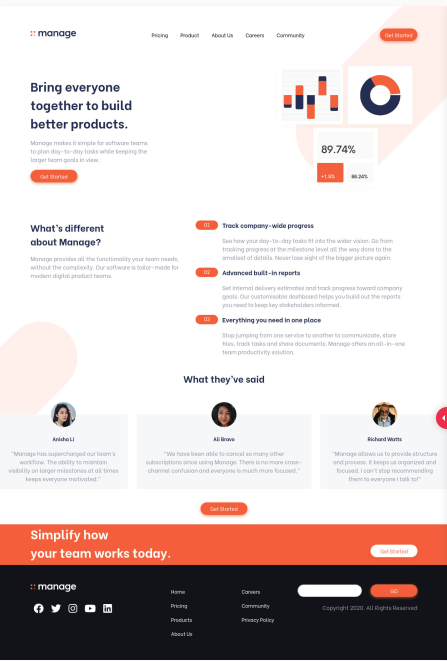 manage
Pricing Product About Us Careers Community
Get Started
Bring everyone
together to build
better products.
Manage makes it simple for software teams
to plan day-to-day tasks while keeping the
larger team goals in view.
Get Started
89.74%
+1.5% 86.24%
What's different
about Manage?
Manage provides all the functionality your team needs,
without the complexity. Our software is tailor-made for
modern digital product teams.
01 Track company-wide progress
See how your day-to-day tasks fit into the wider vision. Go from
tracking progress at the milestone level all the way done to the
smallest of details. Never lose sight of the bigger picture again.
02 Advanced built-in reports
Set internal delivery estimates and track progress toward company
goals. Our customisable dashboard helps you build out the reports
you need to keep key stakeholders informed.
03 Everything you need in one place
Stop jumping from one service to another to communicate, store
files, track tasks and share documents. Manage offers an all-in-one
team productivity solution.
What they've said
Anisha Li
"Manage has supercharged our team's
workflow. The ability to maintain
visibility on larger milestones at all times
keeps everyone motivated."
Ali Bravo
"We have been able to cancel so many other
subscriptions since using Manage. There is no more cross-
channel confusion and everyone is much more focused."
Richard Watts
"Manage allows us to provide structure
and process. It keeps us organized and
focused. I can't stop recommending
them to everyone I talk to!"
Get Started
Simplify how
your team works today.
Get Started
manage
Home
Pricing
Products
About Us
Careers
Community
Privacy Policy
GO
Copyright 2020. All Rights Reserved